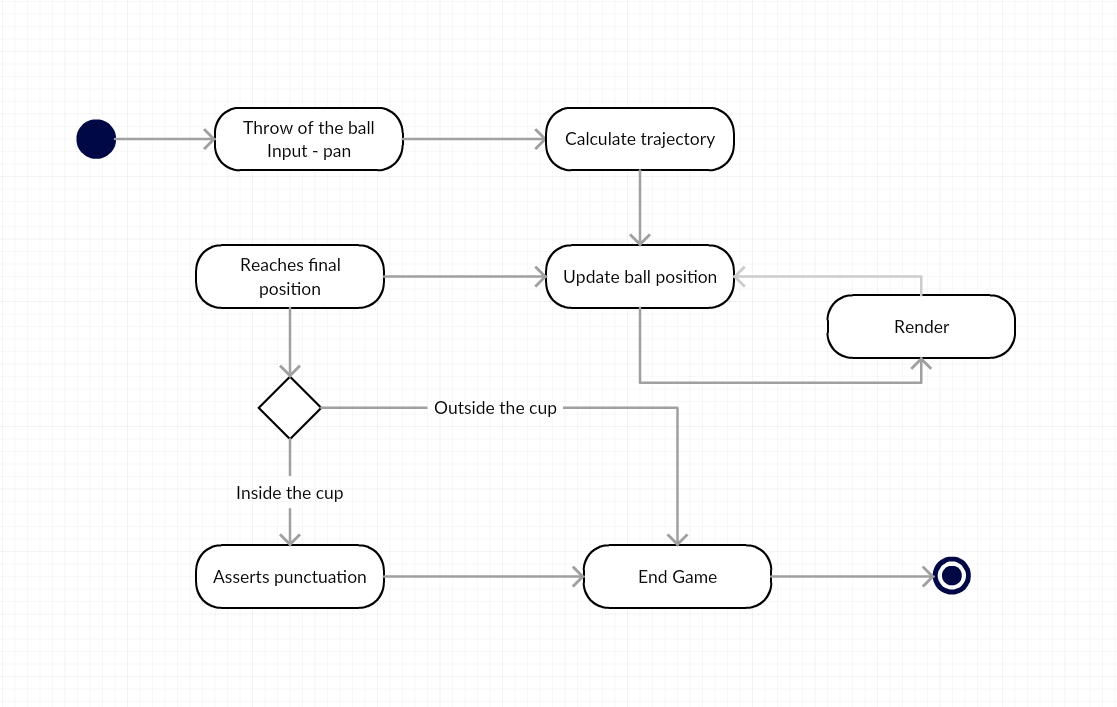 Throw of the ball
Input - pan
Calculate trajectory
Reaches final
position
Update ball position
Render
Outside the cup
Inside the cup
Asserts punctuation
End Game